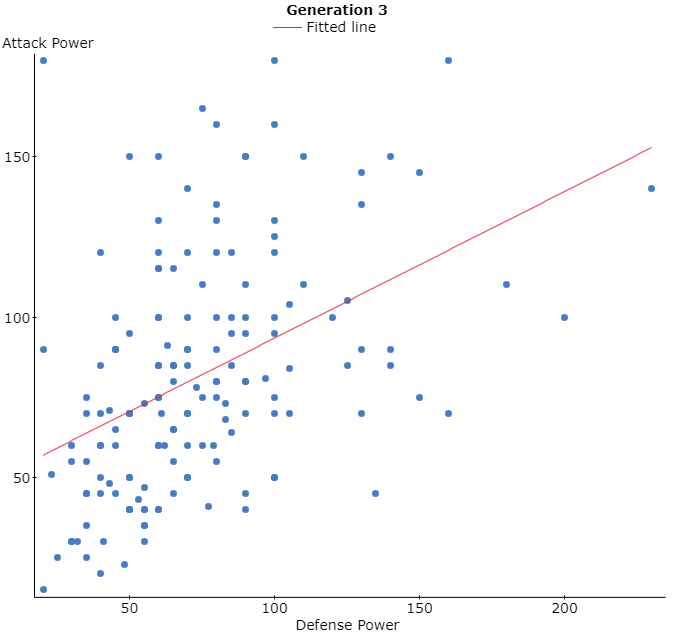 Generation 3
Fitted line
Attack Power
150
100
50
50 100 150 200
Defense Power